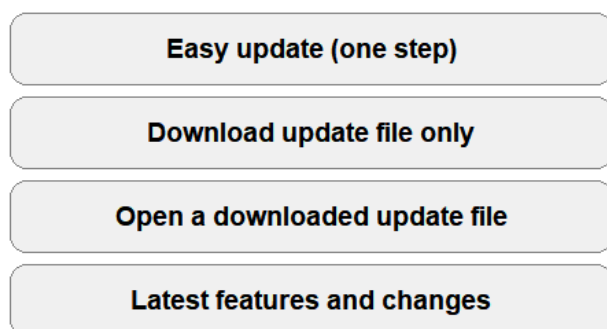 Easy update (one step)
Download update file only
Open a downloaded update file
Latest features and changes